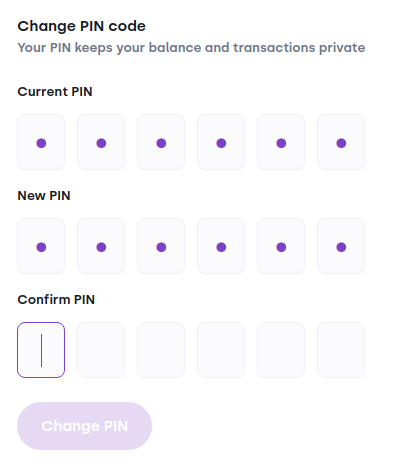 Change PIN code
Your PIN keeps your balance and transactions private
Current PIN
New PIN
Confirm PIN
Change PIN